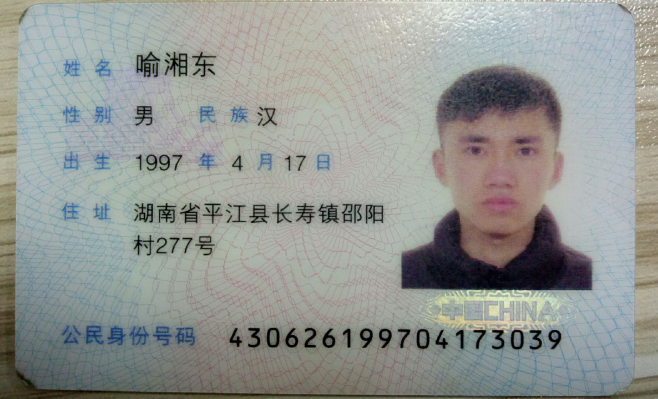 姓名 喻湘东
性别 男 民族 汉
出生 1997 年 4 月 17 日
住址 湖南省平江县长寿镇邵阳
村277号
中国CHINA
公民身份号码 430626199704173039